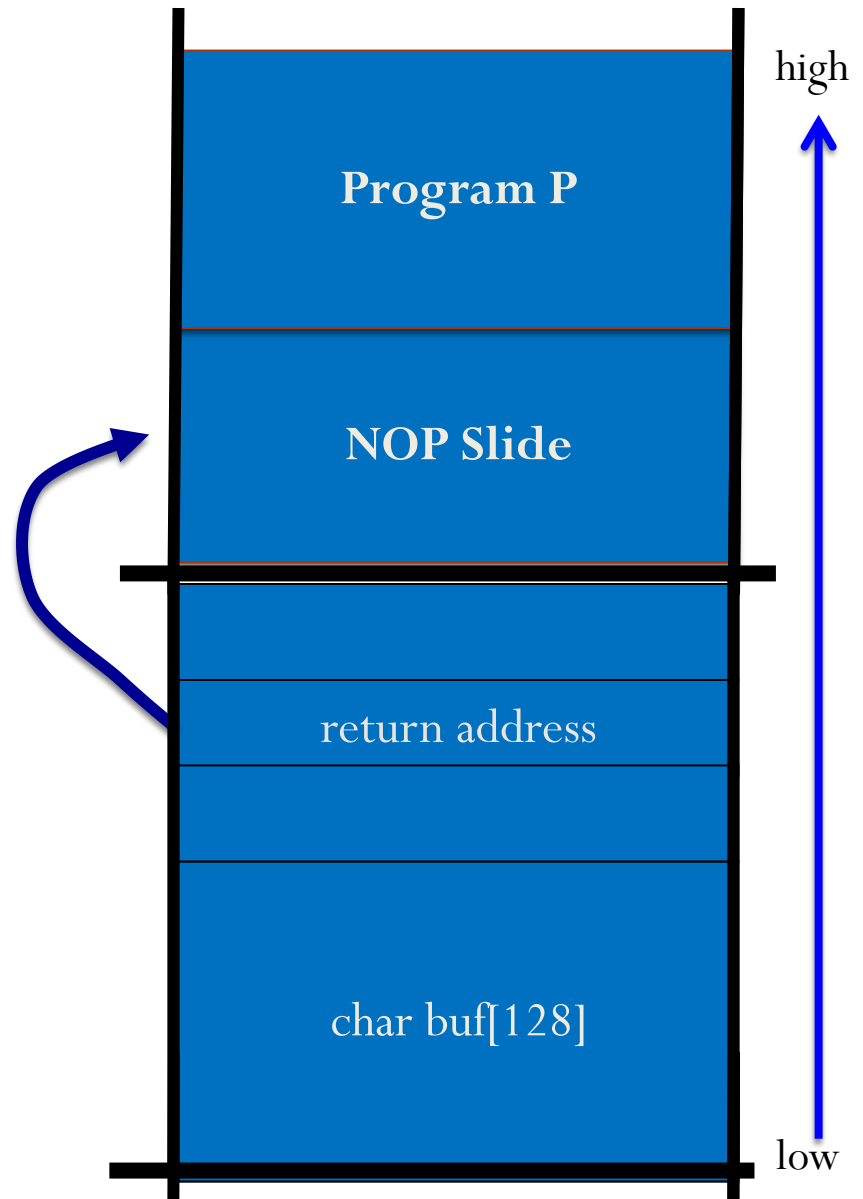 high
Program P
NOP Slide
return address
char buf[128]
low